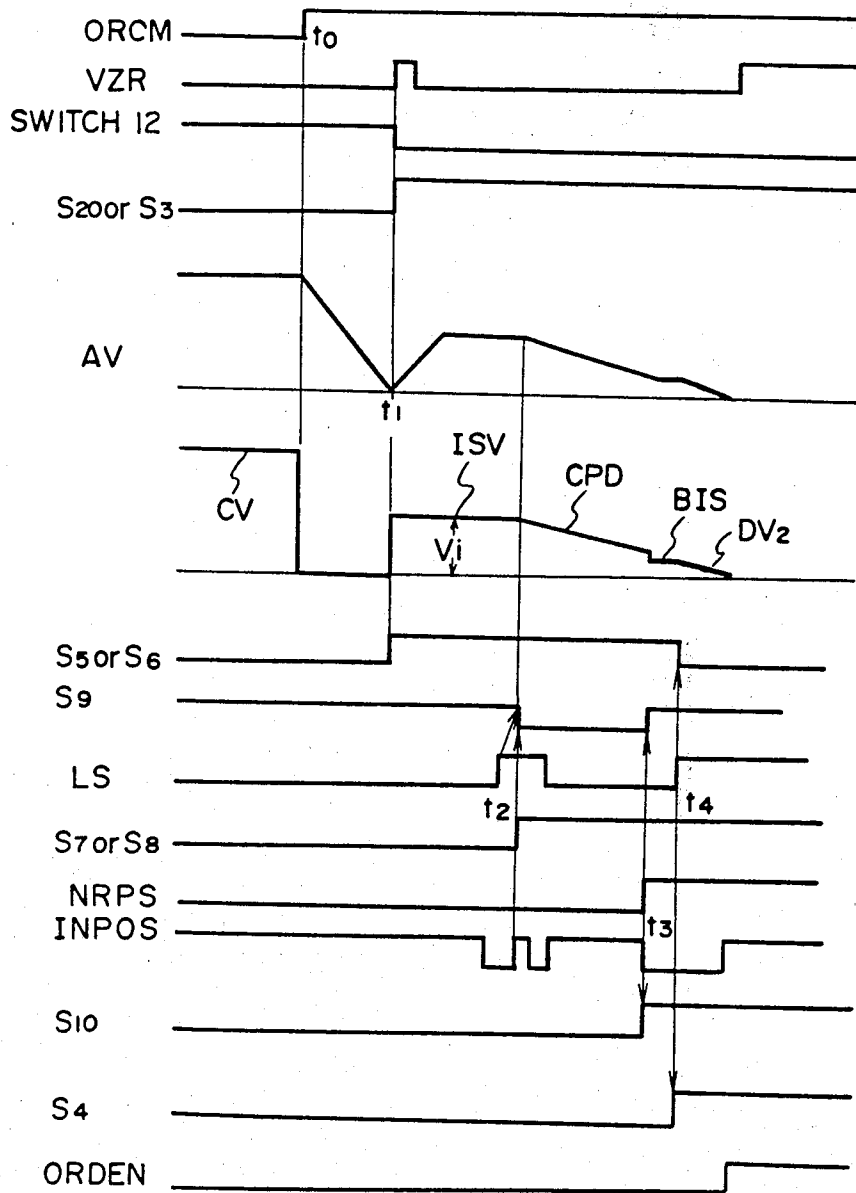 ORCM
t0
VZR
SWITCH 12
S20 or S3
AV
t1
ISV
CPD
BIS
DV2
CV
Vi
S5 or S6
S9
LS
t2
t4
S7 or S8
NRPS
INPOS
t3
S10
S4
ORDEN